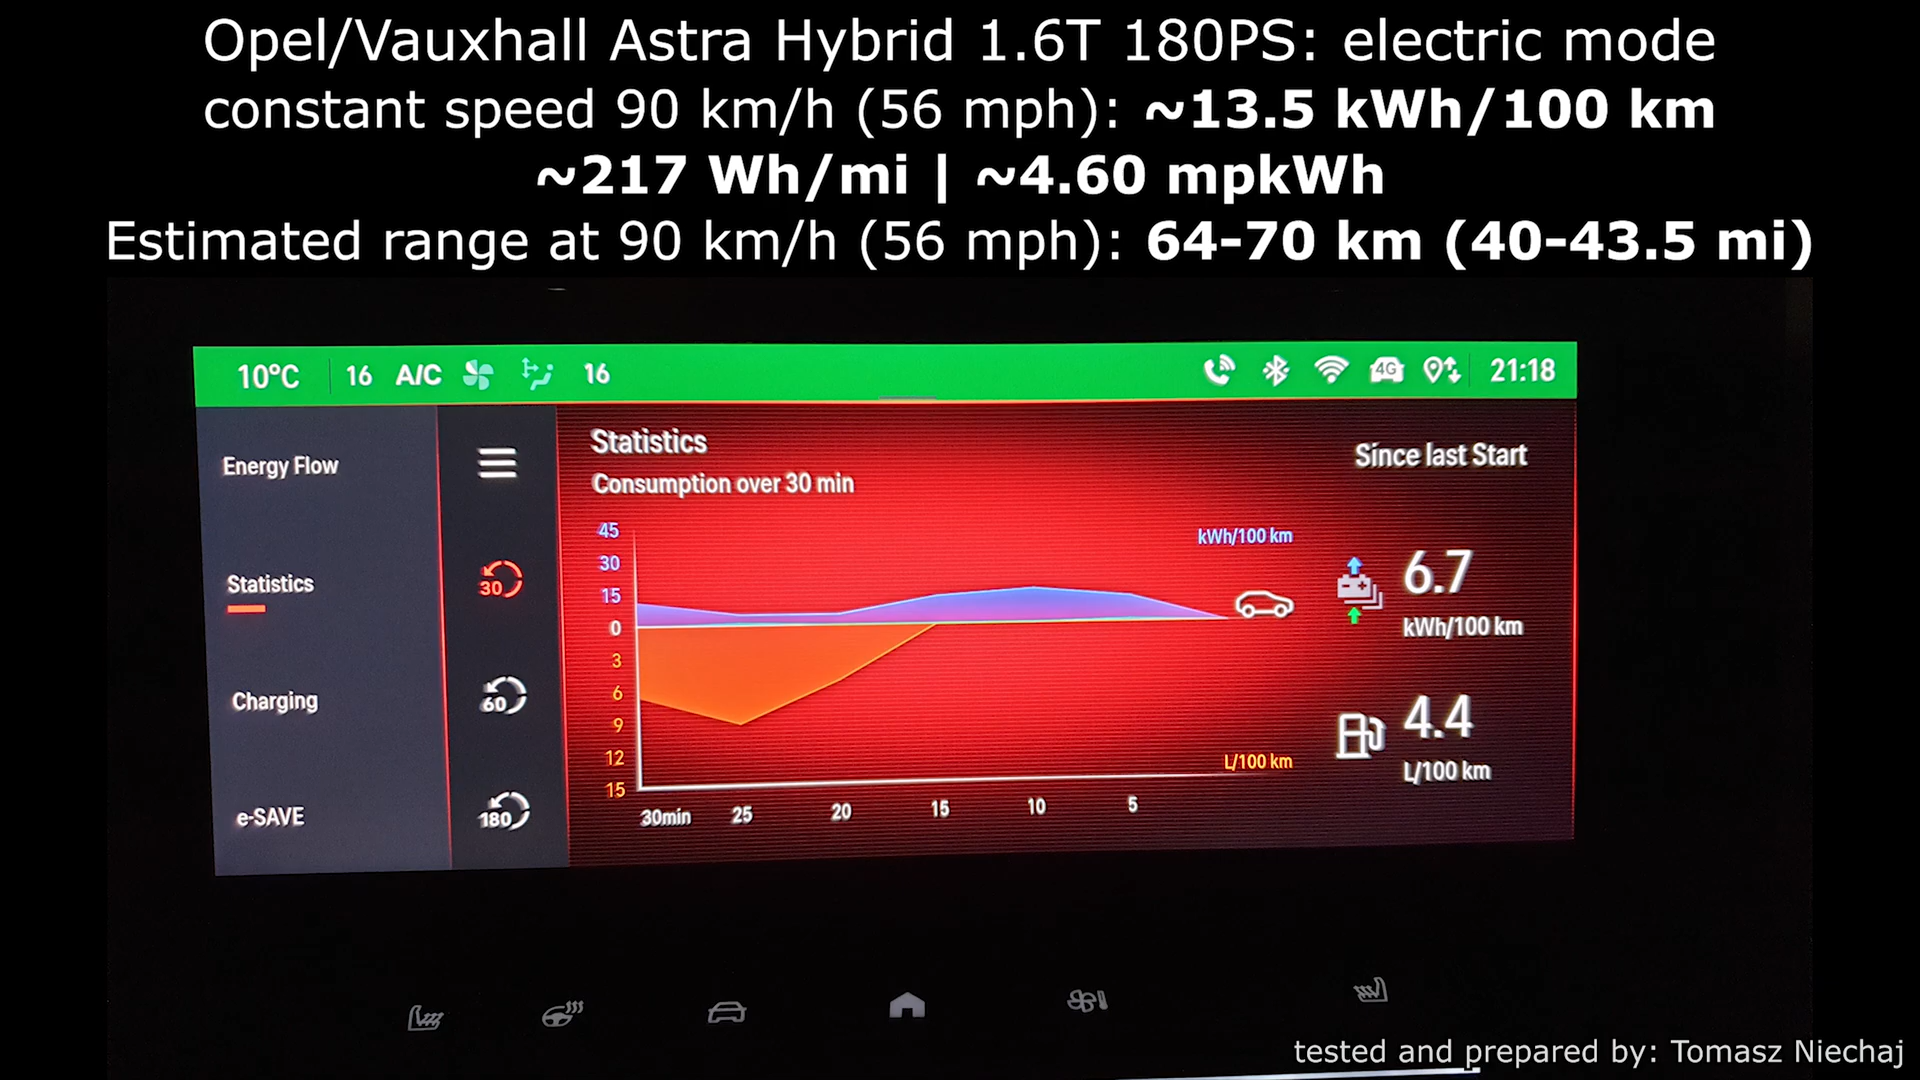 Opel/Vauxhall Astra Hybrid 1.6T 180PS: electric mode
constant speed 90 km/h (56 mph): ~13.5 kWh/100 km
~217 Wh/mi | ~4.60 mpkWh
Estimated range at 90 km/h (56 mph): 64-70 km (40-43.5 mi)
10°C 16 A/C 16 4G 21:18
Energy Flow
Statistics
Charging
e-SAVE
30
60
180
Statistics
Consumption over 30 min
45
30
15
0
3
6
9
12
15
kWh/100 km
L/100 km
30min 25 20 15 10 5
Since last Start
6.7
kWh/100 km
4.4
L/100 km
tested and prepared by: Tomasz Niechaj